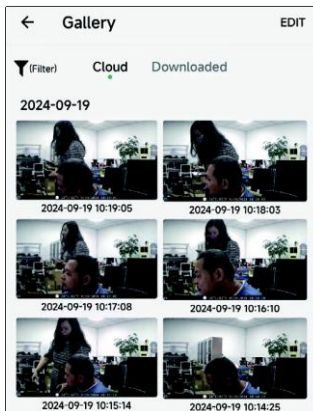 ← Gallery EDIT
(Filter) Cloud Downloaded
2024-09-19
2024-09-19 10:19:05 2024-09-19 10:18:03
2024-09-19 10:17:08 2024-09-19 10:16:10
2024-09-19 10:15:14 2024-09-19 10:14:25